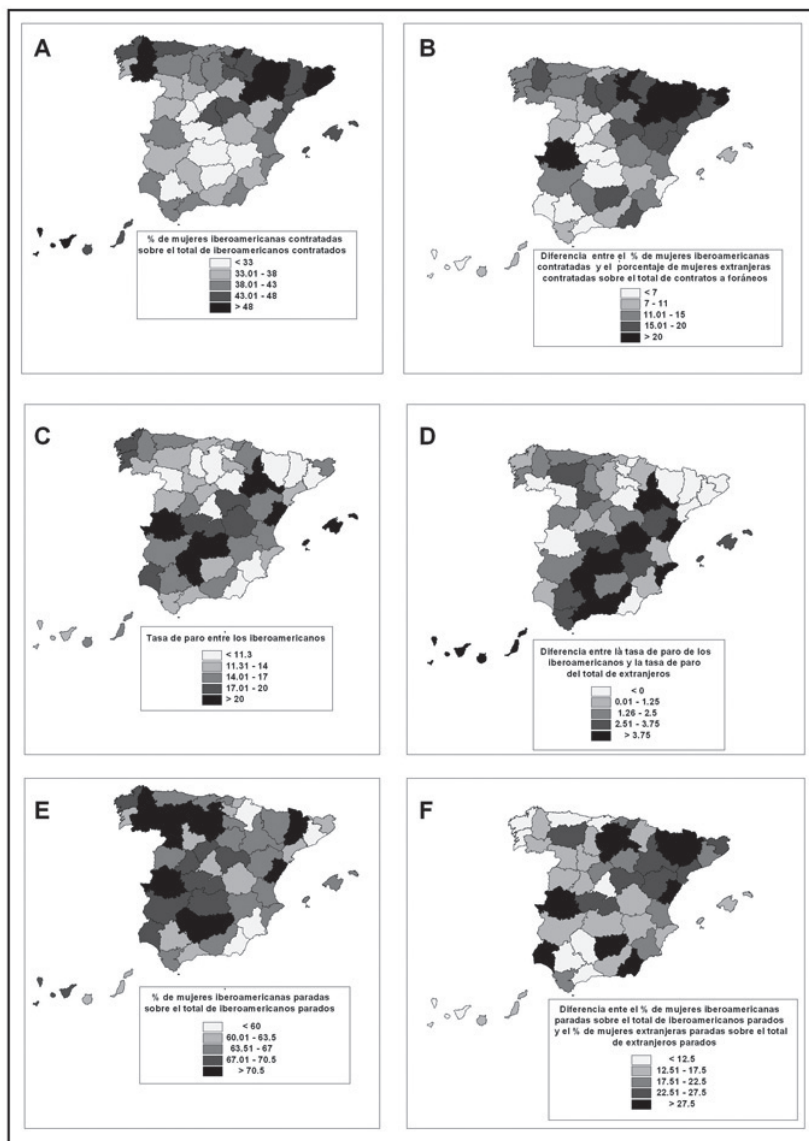 A
% de mujeres iberoamericanas contratadas
sobre el total de iberoamericanos contratados
< 33
33.01 - 38
38.01 - 43
43.01 - 48
> 48
B
Diferencia entre el % de mujeres iberoamericanas
contratadas y el porcentaje de mujeres extranjeras
contratadas sobre el total de contratos a foráneos
< 7
7 - 11
11.01 - 15
15.01 - 20
> 20
C
Tasa de paro entre los iberoamericanos
< 11.3
11.31 - 14
14.01 - 17
17.01 - 20
> 20
D
Diferencia entre là tasa de paro de los
iberoamericanos y la tasa de paro
del total de extranjeros
< 0
0.01 - 1.25
1.26 - 2.5
2.51 - 3.75
> 3.75
E
% de mujeres iberoamericanas paradas
sobre el total de iberoamericanos parados
< 60
60.01 - 63.5
63.51 - 67
67.01 - 70.5
> 70.5
F
Diferencia ente el % de mujeres iberoamericanas
paradas sobre el total de iberoamericanos parados
y el % de mujeres extranjeras paradas sobre el total
de extranjeros parados
< 12.5
12.51 - 17.5
17.51 - 22.5
22.51 - 27.5
> 27.5